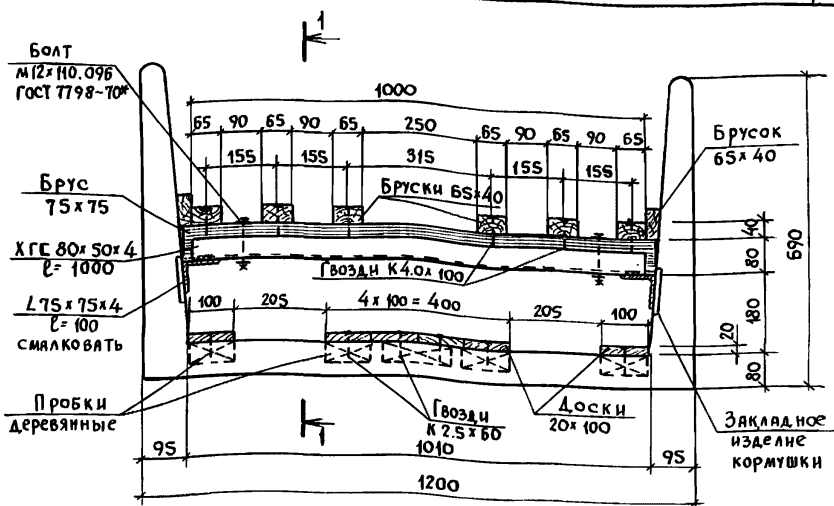 1
Болт
М12×110.096
ГОСТ 7798-70*
1000
65 90 65 65 250 65 90 65 90 65
155 155 315 155 155
Брусок
65×40
Брус
75×75
Бруски 65×40
ХГС 80×50×4
ℓ= 1000
Гвозди К4.0×100
L75×75×4
ℓ= 100
смалковать
100 205 4×100=400 205 100
40
80
180
20
80
690
Пробки
деревянные
Гвозди
К 2.5×60
Доски
20×100
Закладное
изделие
кормушки
1
95 1010 95
1200